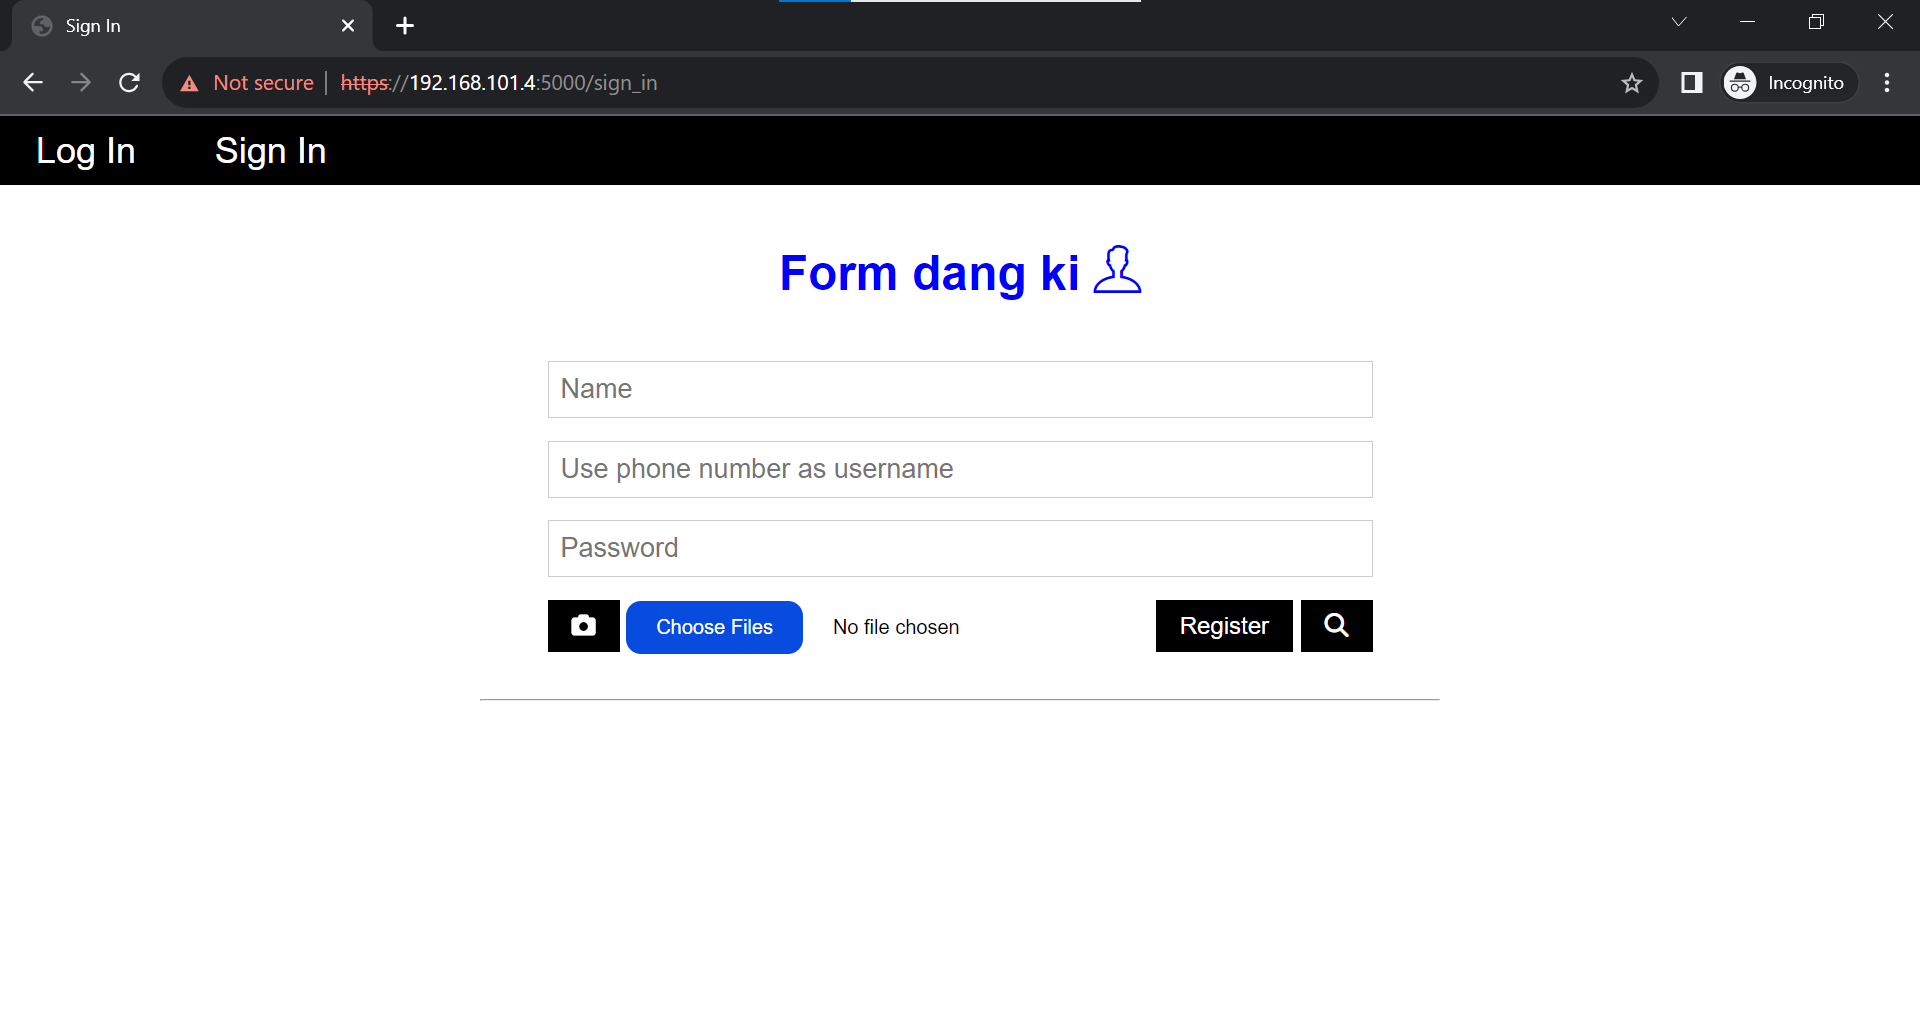 Sign In
Not secure
https://192.168.101.4:5000/sign_in
Incognito
Log In
Sign In
Form dang ki
Name
Use phone number as username
Password
Choose Files
No file chosen
Register